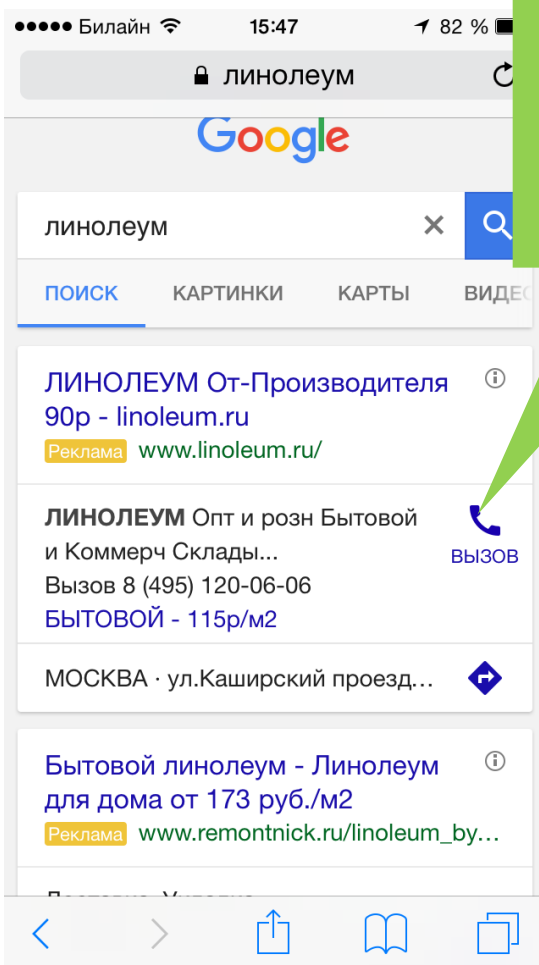 Билайн 15:47 82 %
линолеум
Google
линолеум
ПОИСК КАРТИНКИ КАРТЫ ВИДЕО
ЛИНОЛЕУМ От-Производителя
90р - linoleum.ru
Реклама www.linoleum.ru/
ЛИНОЛЕУМ Опт и розн Бытовой
и Коммерч Склады...
ВЫЗОВ
Вызов 8 (495) 120-06-06
БЫТОВОЙ - 115р/м2
МОСКВА · ул.Каширский проезд...
Бытовой линолеум - Линолеум
для дома от 173 руб./м2
Реклама www.remontnick.ru/linoleum_by...